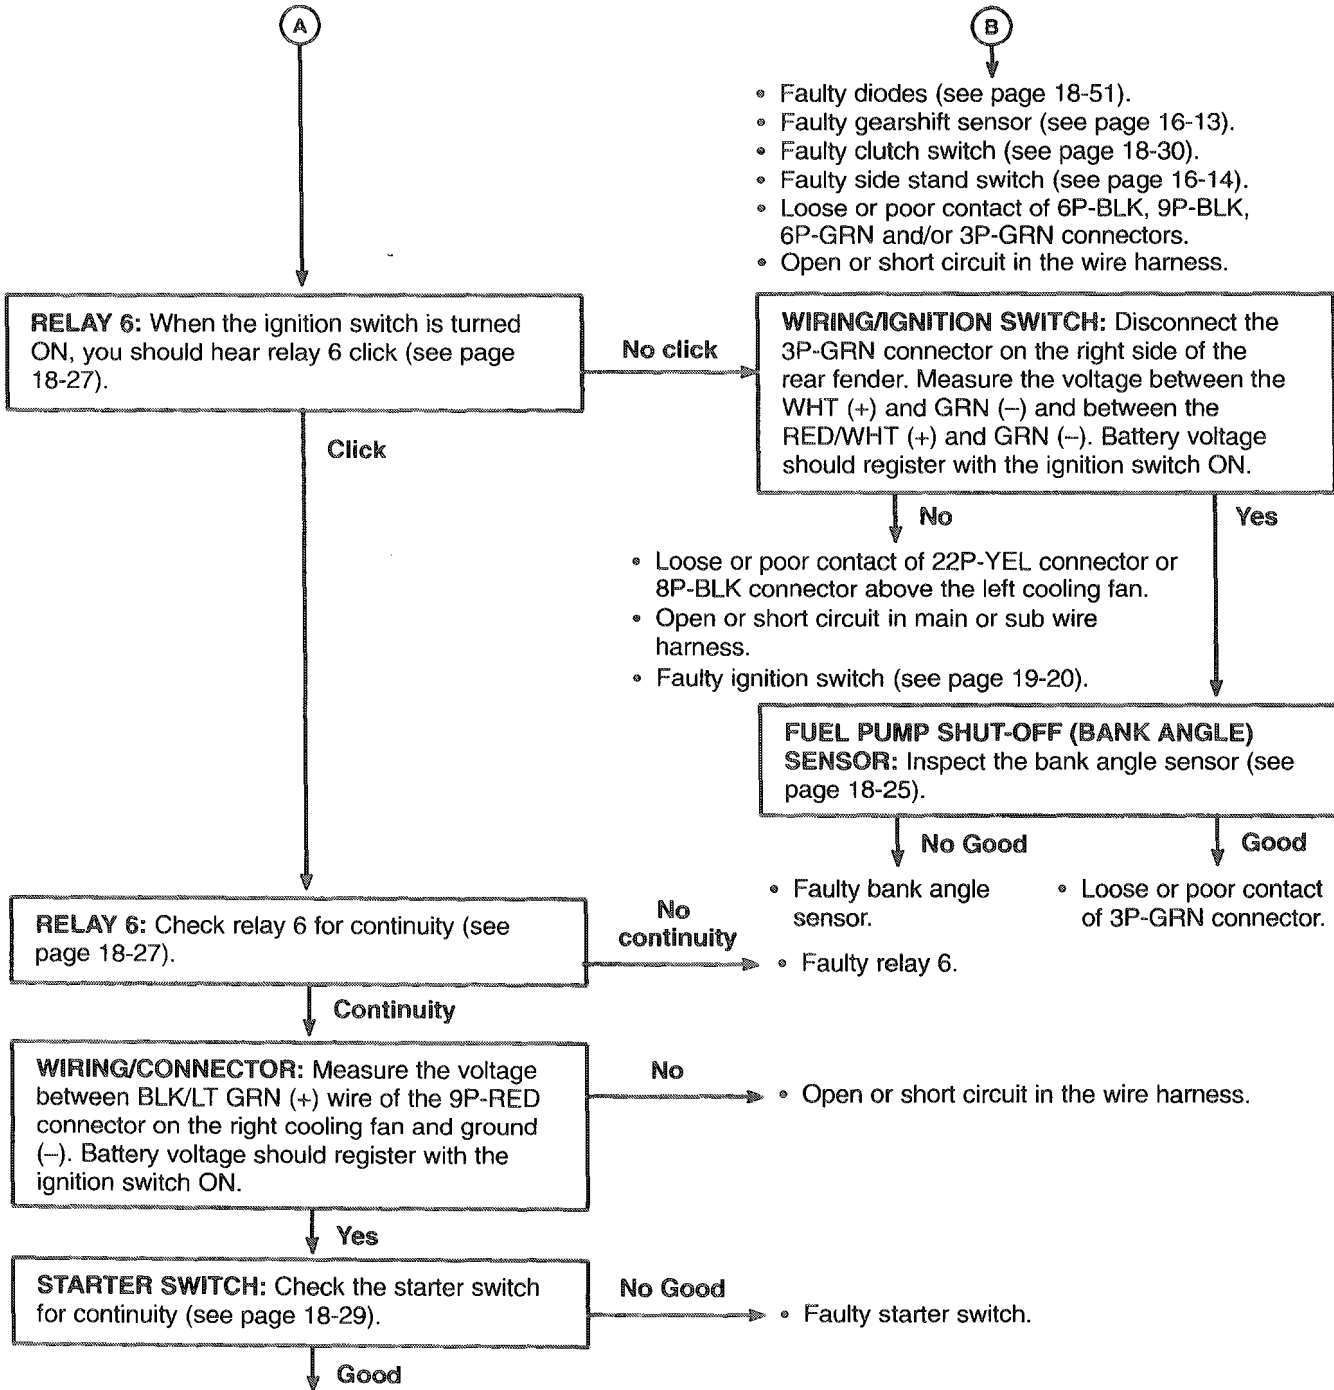 A
B
• Faulty diodes (see page 18-51).
• Faulty gearshift sensor (see page 16-13).
• Faulty clutch switch (see page 18-30).
• Faulty side stand switch (see page 16-14).
• Loose or poor contact of 6P-BLK, 9P-BLK,
6P-GRN and/or 3P-GRN connectors.
• Open or short circuit in the wire harness.
RELAY 6: When the ignition switch is turned
ON, you should hear relay 6 click (see page
18-27).
No click
WIRING/IGNITION SWITCH: Disconnect the
3P-GRN connector on the right side of the
rear fender. Measure the voltage between the
WHT (+) and GRN (–) and between the
RED/WHT (+) and GRN (–). Battery voltage
should register with the ignition switch ON.
Click
No
Yes
• Loose or poor contact of 22P-YEL connector or
8P-BLK connector above the left cooling fan.
• Open or short circuit in main or sub wire
harness.
• Faulty ignition switch (see page 19-20).
FUEL PUMP SHUT-OFF (BANK ANGLE)
SENSOR: Inspect the bank angle sensor (see
page 18-25).
No Good
Good
• Faulty bank angle
sensor.
• Loose or poor contact
of 3P-GRN connector.
RELAY 6: Check relay 6 for continuity (see
page 18-27).
No
continuity
• Faulty relay 6.
Continuity
WIRING/CONNECTOR: Measure the voltage
between BLK/LT GRN (+) wire of the 9P-RED
connector on the right cooling fan and ground
(–). Battery voltage should register with the
ignition switch ON.
No
• Open or short circuit in the wire harness.
Yes
STARTER SWITCH: Check the starter switch
for continuity (see page 18-29).
No Good
• Faulty starter switch.
Good